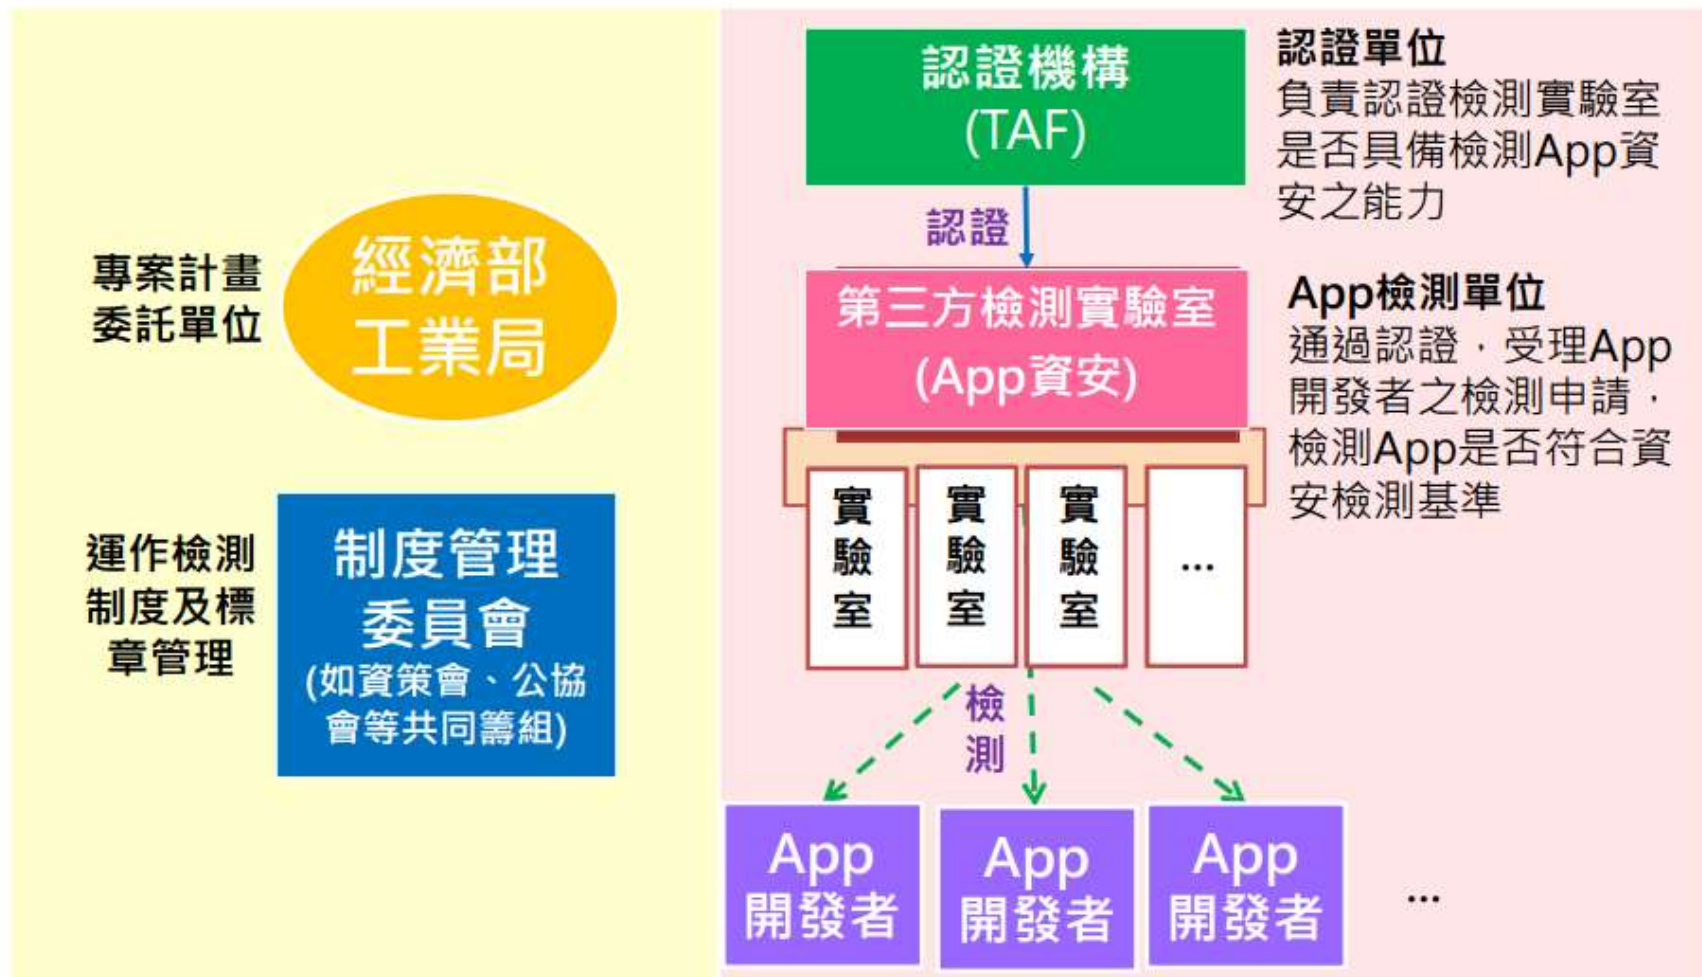 專案計畫
委託單位
經濟部
工業局
運作檢測
制度及標
章管理
制度管理
委員會
(如資策會、公協
會等共同籌組)
認證機構
(TAF)
認證單位
負責認證檢測實驗室
是否具備檢測App資
安之能力
認證
第三方檢測實驗室
(App資安)
App檢測單位
通過認證，受理App
開發者之檢測申請，
檢測App是否符合資
安檢測基準
實驗室
實驗室
實驗室
...
檢測
App
開發者
App
開發者
App
開發者
...